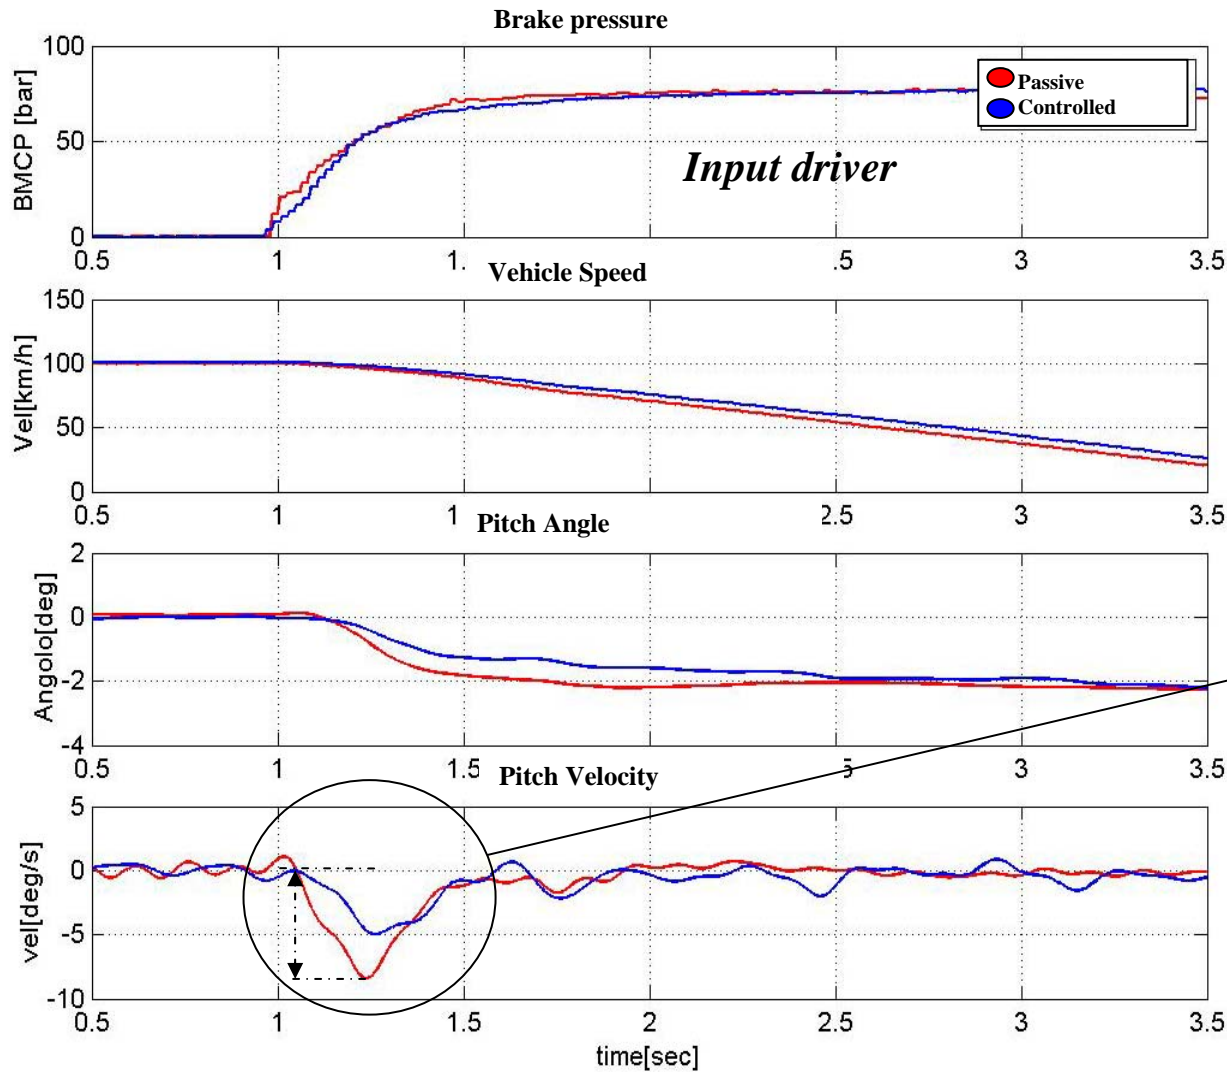 Brake pressure
100
50
0
BMCP [bar]
Passive
Controlled
Input driver
0.5 1 1. .5 3 3.5
Vehicle Speed
150
100
50
0
Vel[km/h]
0.5 1 1 2.5 3 3.5
Pitch Angle
2
0
-2
-4
Angolo[deg]
0.5 1 1.5 5 3 3.5
Pitch Velocity
5
0
-5
-10
vel[deg/s]
0.5 1 1.5 2 2.5 3 3.5
time[sec]